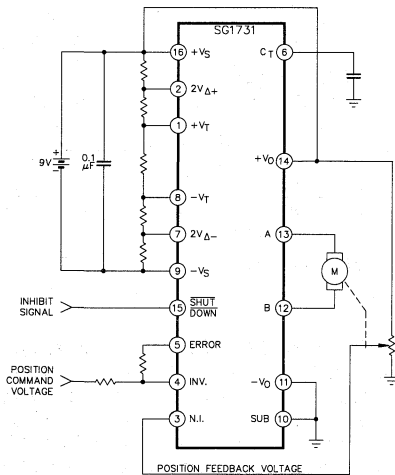 SG1731
16 +VS
CT 6
2 2VΔ+
1 +VT
9V
+
−
0.1
μF
+VO 14
8 −VT
7 2VΔ−
A 13
9 −VS
M
INHIBIT
SIGNAL
15 SHUT
DOWN
B 12
5 ERROR
POSITION
COMMAND
VOLTAGE
4 INV.
−VO 11
3 N.I.
SUB 10
POSITION FEEDBACK VOLTAGE